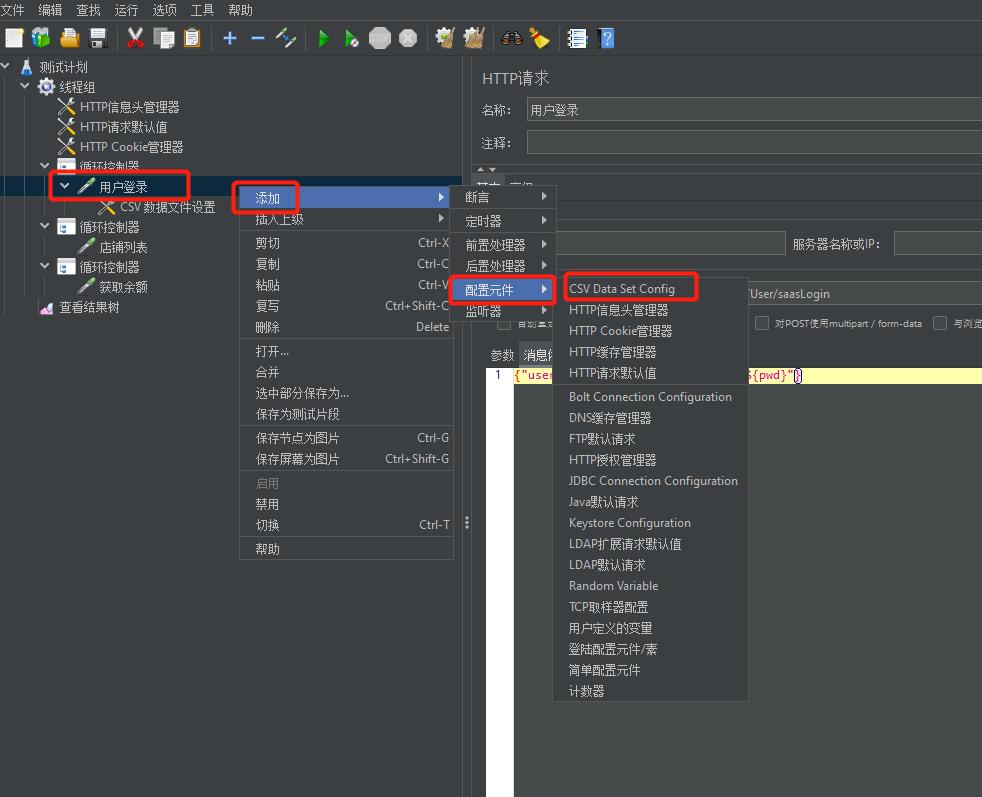 文件 编辑 查找 运行 选项 工具 帮助
测试计划
线程组
HTTP信息头管理器
HTTP请求默认值
HTTP Cookie管理器
循环控制器
用户登录
CSV 数据文件设置
循环控制器
店铺列表
循环控制器
获取余额
查看结果树
添加
插入上级
剪切 Ctrl-X
复制 Ctrl-C
粘贴 Ctrl-V
复写 Ctrl+Shift-C
删除 Delete
打开...
合并
选中部分保存为...
保存为测试片段
保存节点为图片 Ctrl-G
保存屏幕为图片 Ctrl+Shift-G
启用
禁用
切换 Ctrl-T
帮助
断言
定时器
前置处理器
后置处理器
配置元件
监听器
CSV Data Set Config
HTTP信息头管理器
HTTP Cookie管理器
HTTP缓存管理器
HTTP请求默认值
Bolt Connection Configuration
DNS缓存管理器
FTP默认请求
HTTP授权管理器
JDBC Connection Configuration
Java默认请求
Keystore Configuration
LDAP扩展请求默认值
LDAP默认请求
Random Variable
TCP取样器配置
用户定义的变量
登陆配置元件/素
简单配置元件
计数器
HTTP请求
名称: 用户登录
注释:
服务器名称或IP:
/User/saasLogin
对POST使用multipart / form-data
与浏览
参数 消息体
1 {"user
${pwd}"}